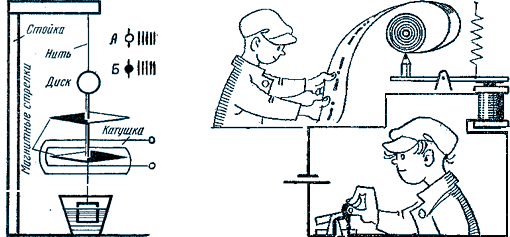 Стойка
Нить
А
Б
Диск
Магнитные стрелки
Катушка